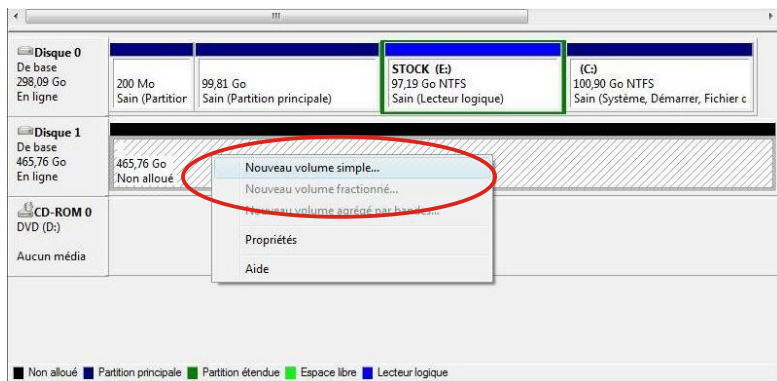 Disque 0
De base
298,09 Go
En ligne
200 Mo
Sain (Partitior
99,81 Go
Sain (Partition principale)
STOCK (E:)
97,19 Go NTFS
Sain (Lecteur logique)
(C:)
100,90 Go NTFS
Sain (Système, Démarrer, Fichier c
Disque 1
De base
465,76 Go
En ligne
465,76 Go
Non alloué
Nouveau volume simple...
Nouveau volume fractionné...
Nouveau volume agrégé par bandes...
Propriétés
Aide
CD-ROM 0
DVD (D:)
Aucun média
Non alloué Partition principale Partition étendue Espace libre Lecteur logique